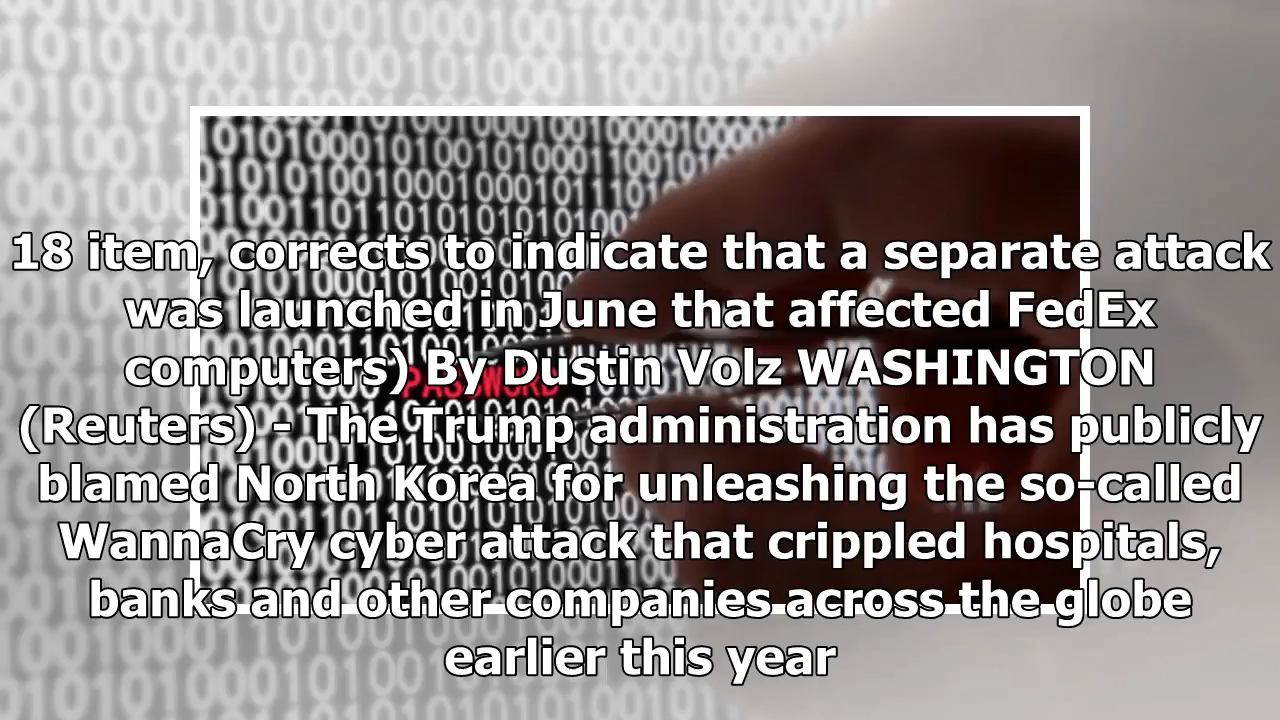 18 item, corrects to indicate that a separate attack
was launched in June that affected FedEx
computers) By Dustin Volz WASHINGTON
(Reuters) - The Trump administration has publicly
blamed North Korea for unleashing the so-called
WannaCry cyber attack that crippled hospitals,
banks and other companies across the globe
earlier this year
PASSWORD